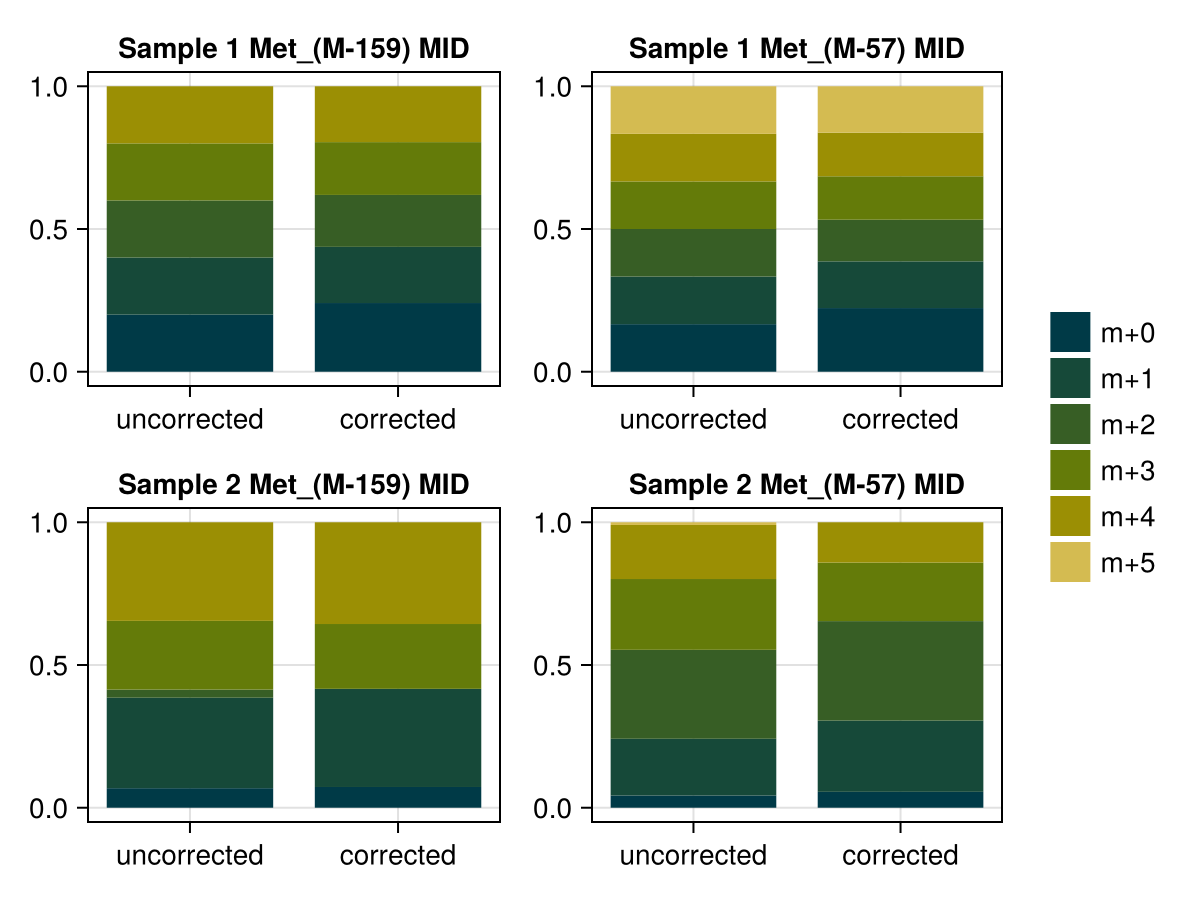 Sample 1 Met_(M-159) MID
1.0
0.5
0.0
uncorrected corrected
Sample 1 Met_(M-57) MID
1.0
0.5
0.0
uncorrected corrected
Sample 2 Met_(M-159) MID
1.0
0.5
0.0
uncorrected corrected
Sample 2 Met_(M-57) MID
1.0
0.5
0.0
uncorrected corrected
m+0
m+1
m+2
m+3
m+4
m+5